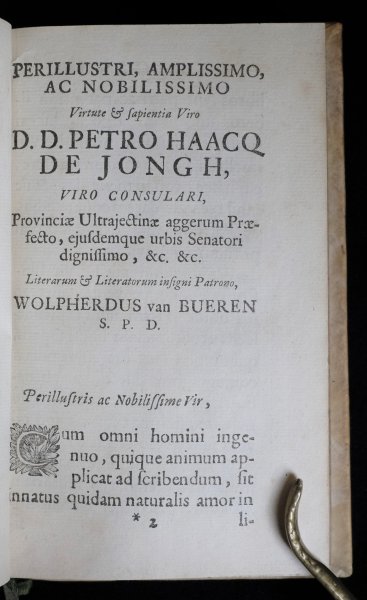 PERILLUSTRI, AMPLISSIMO,
AC NOBILISSIMO
Virtute & ſapientia Viro
D. D. PETRO HAACQ
DE JONGH,
VIRO CONSULARI,
Provinciæ Ultrajectinæ aggerum Præ-
fecto, ejuſdemque urbis Senatori
digniſſimo, &c. &c.
Literarum & Literatorum inſigni Patrono,
WOLPHERDUS van BUEREN
S. P. D.
Perilluſtris ac Nobiliſſime Vir,
Cum omni homini inge-
nuo, quique animum ap-
plicat ad ſcribendum, ſit
innatus quidam naturalis amor in
* 2 li-